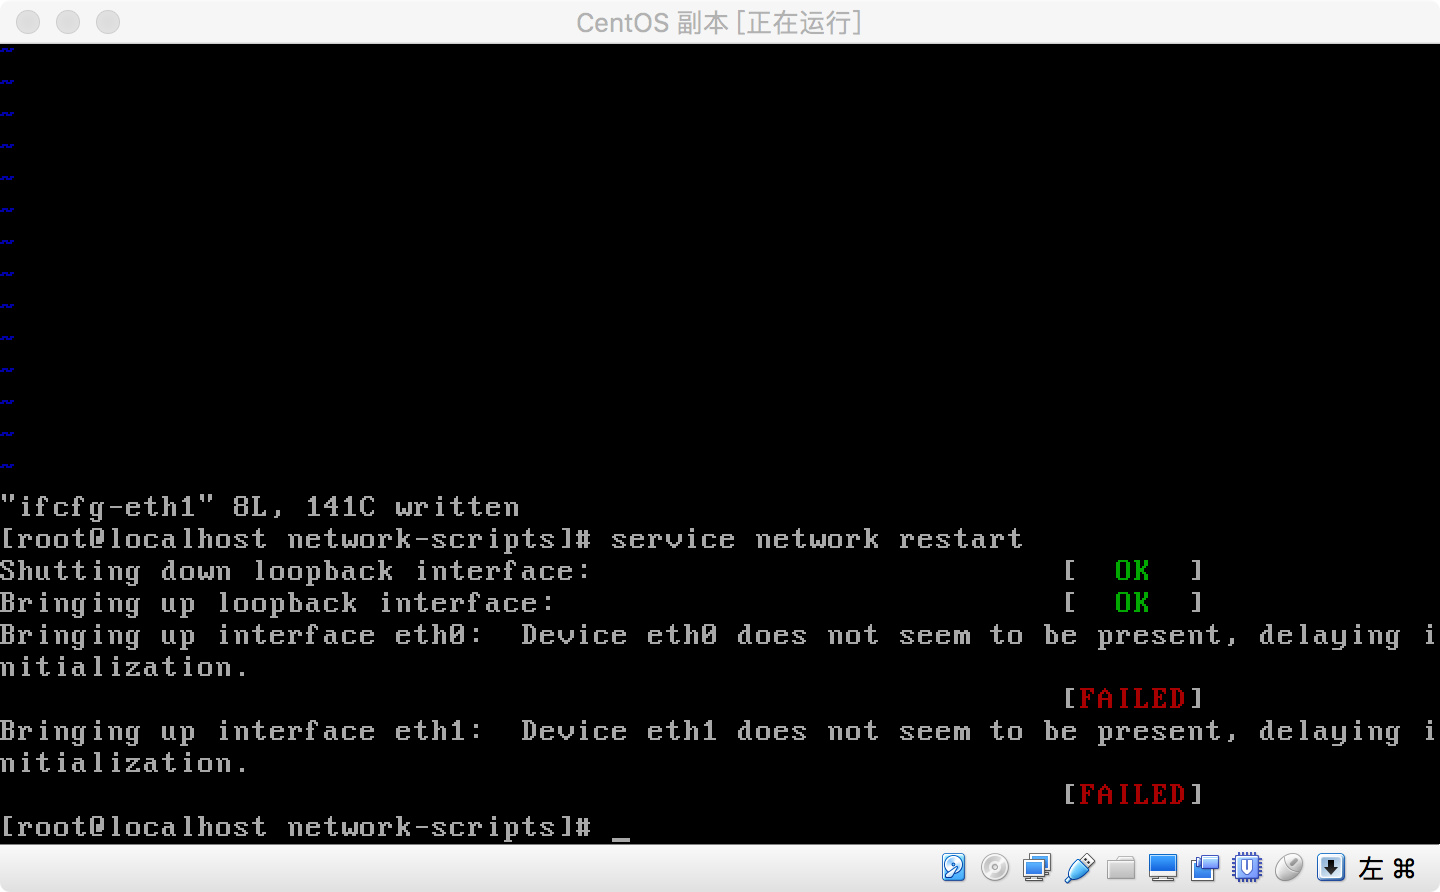 CentOS 副本 [正在运行]
~
~
~
~
~
~
~
~
~
~
~
~
~
~
"ifcfg-eth1" 8L, 141C written
[root@localhost network-scripts]# service network restart
Shutting down loopback interface: [ OK ]
Bringing up loopback interface: [ OK ]
Bringing up interface eth0: Device eth0 does not seem to be present, delaying i
nitialization.
[FAILED]
Bringing up interface eth1: Device eth1 does not seem to be present, delaying i
nitialization.
[FAILED]
[root@localhost network-scripts]# _
左 ⌘